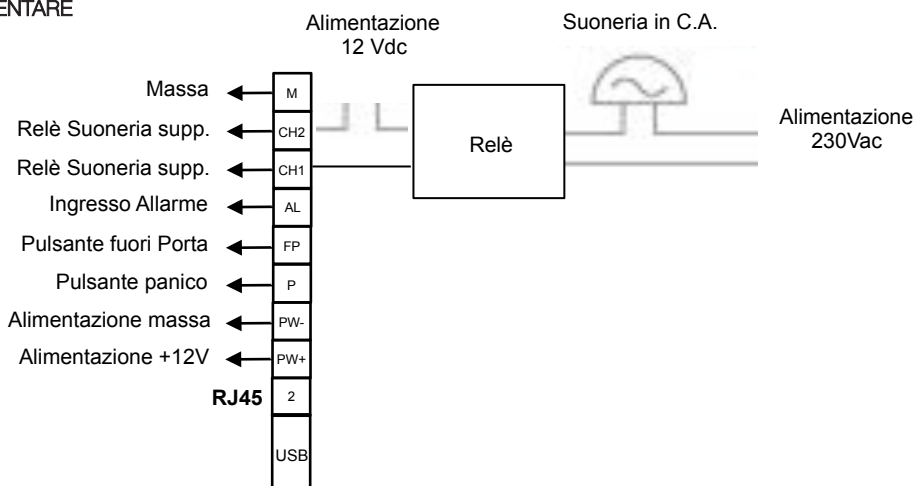 ENTARE
Alimentazione
12 Vdc
Suoneria in C.A.
Massa
M
Relè Suoneria supp.
CH2
Relè Suoneria supp.
CH1
Relè
Alimentazione
230Vac
Ingresso Allarme
AL
Pulsante fuori Porta
FP
Pulsante panico
P
Alimentazione massa
PW-
Alimentazione +12V
PW+
RJ45
2
USB